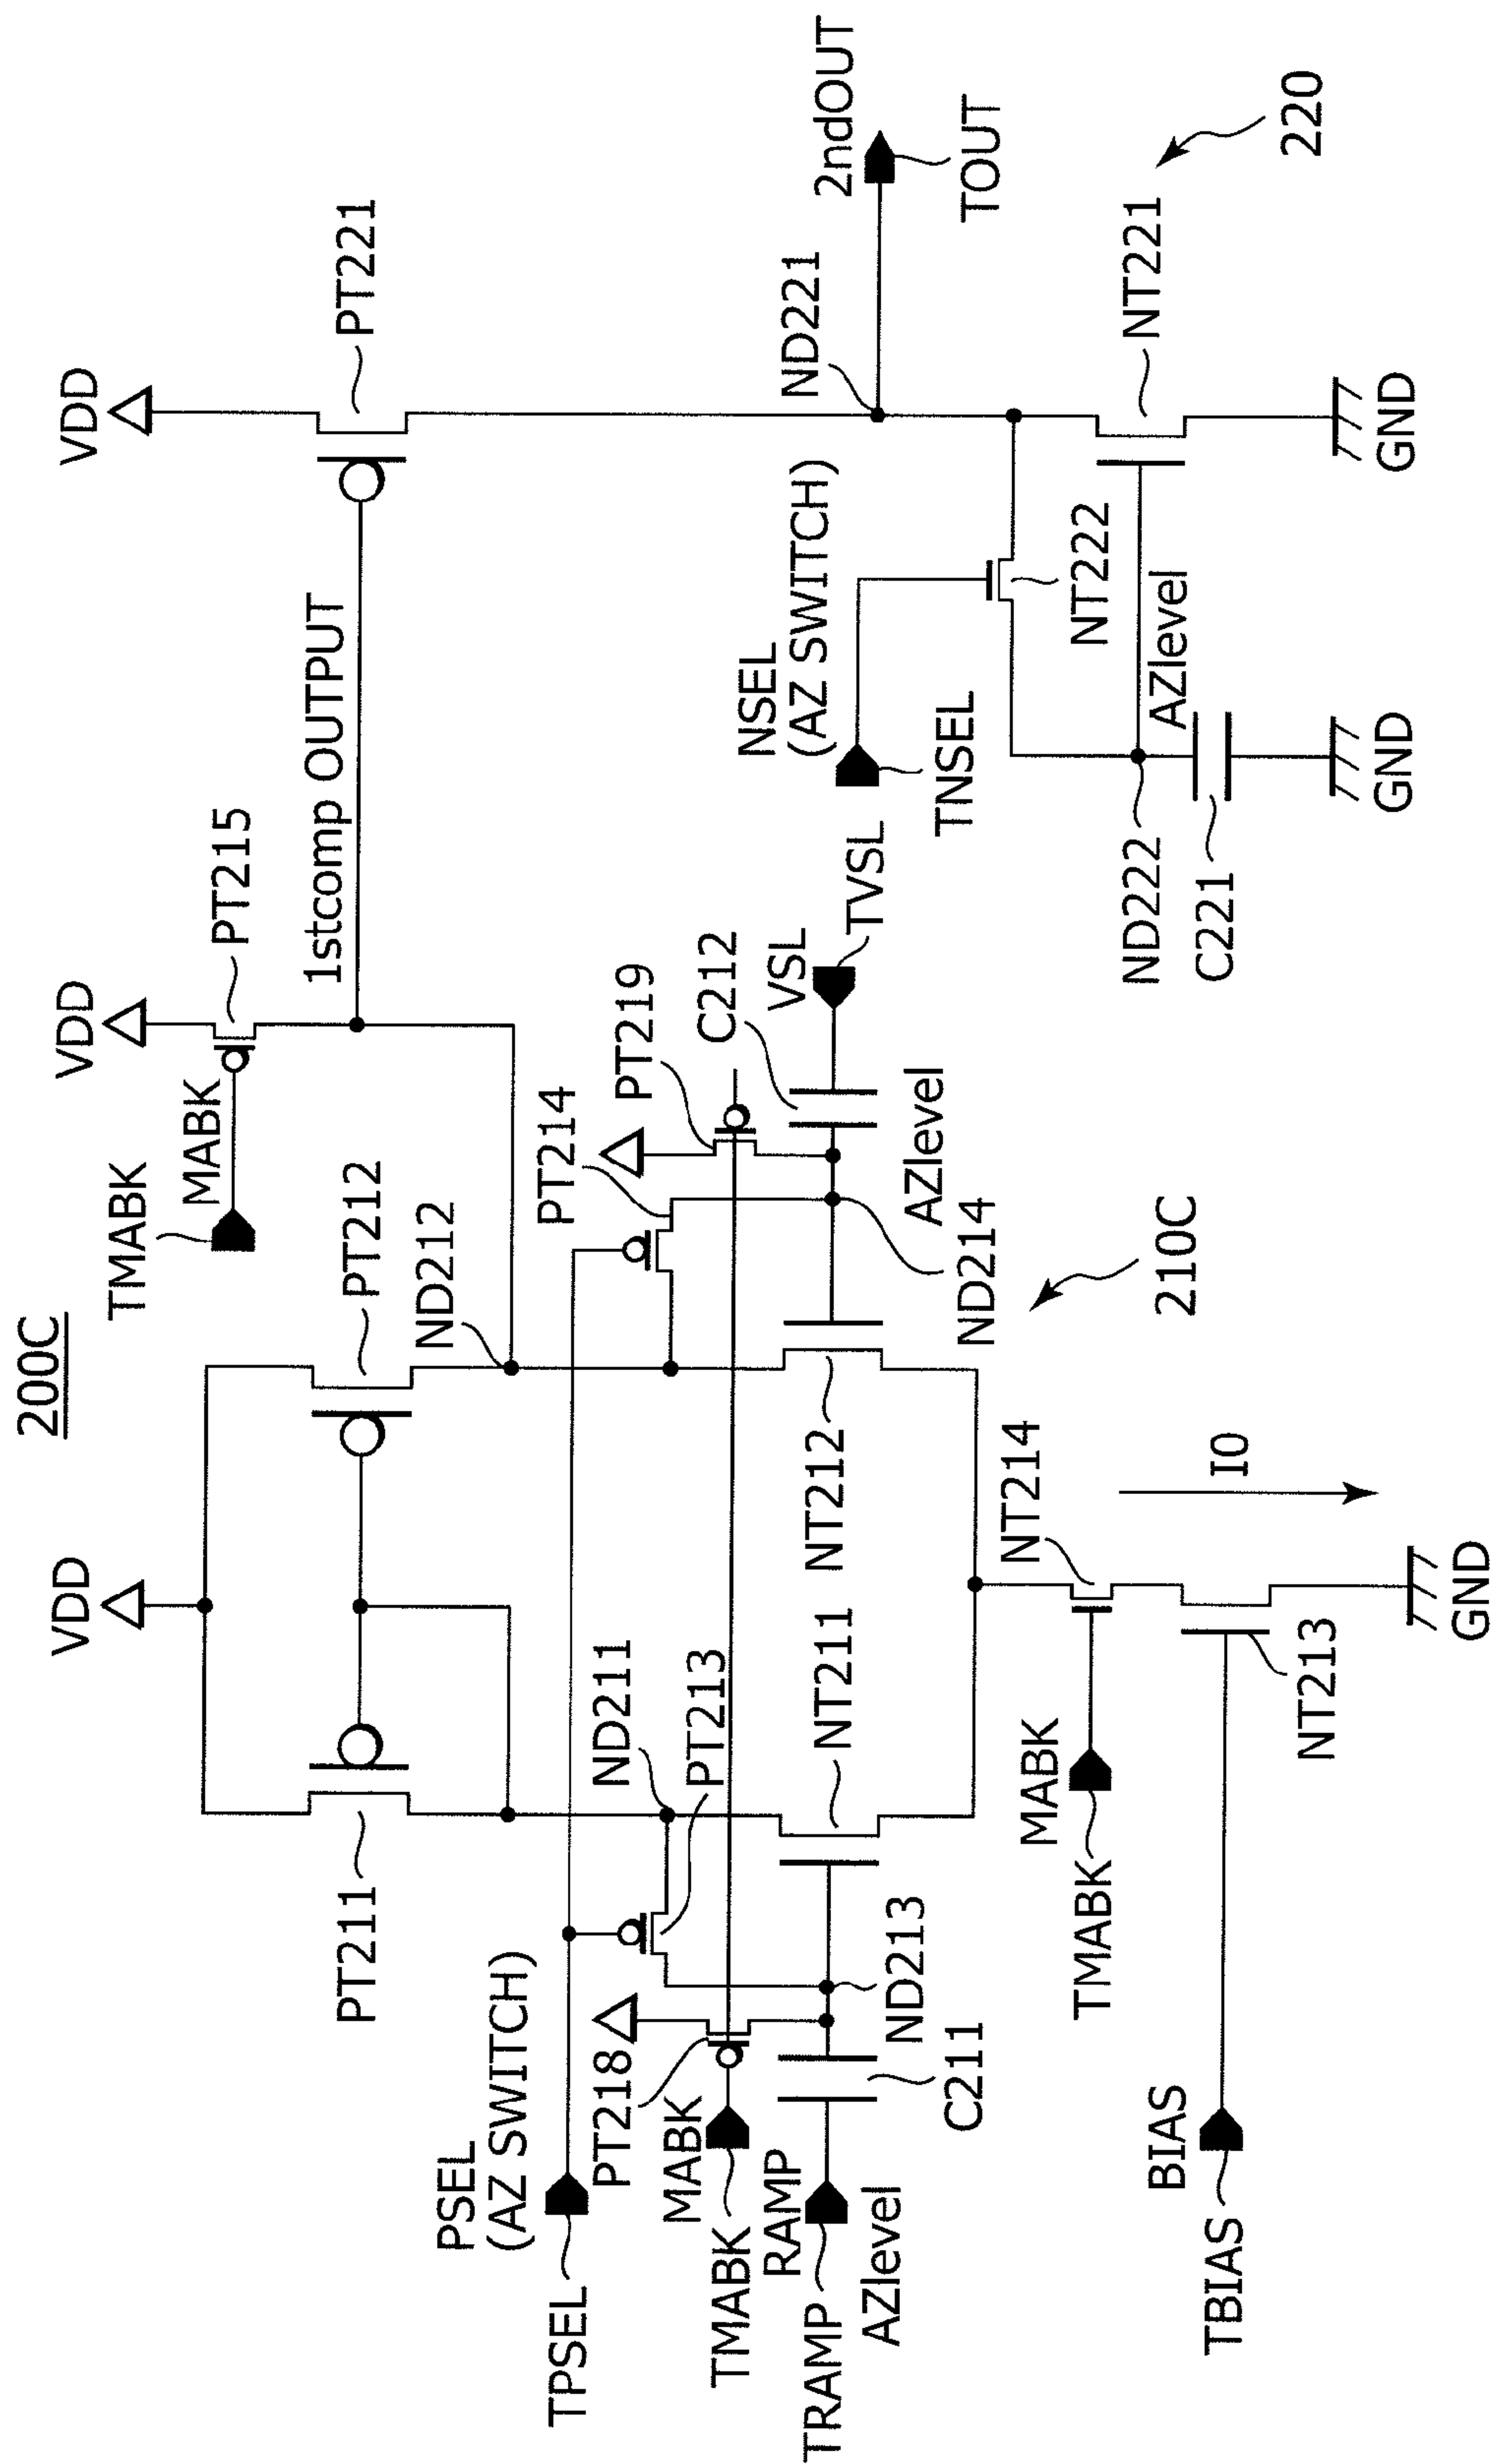 200C
VDD
VDD
VDD
TMABK
MABK
PT215
PT211
PT212
PT221
1stcomp OUTPUT
ND212
PSEL
(AZ SWITCH)
TPSEL
ND211
PT213
PT214
PT219
PT218
C212
MABK
TMABK
VSL
TVSL
RAMP
TRAMP
AZlevel
C211
ND213
NT211
NT212
AZlevel
ND214
210C
NSEL
(AZ SWITCH)
TNSEL
ND221
2ndOUT
TOUT
NT222
NT221
AZlevel
ND222
C221
GND
GND
220
MABK
TMABK
NT214
I0
BIAS
TBIAS
NT213
GND